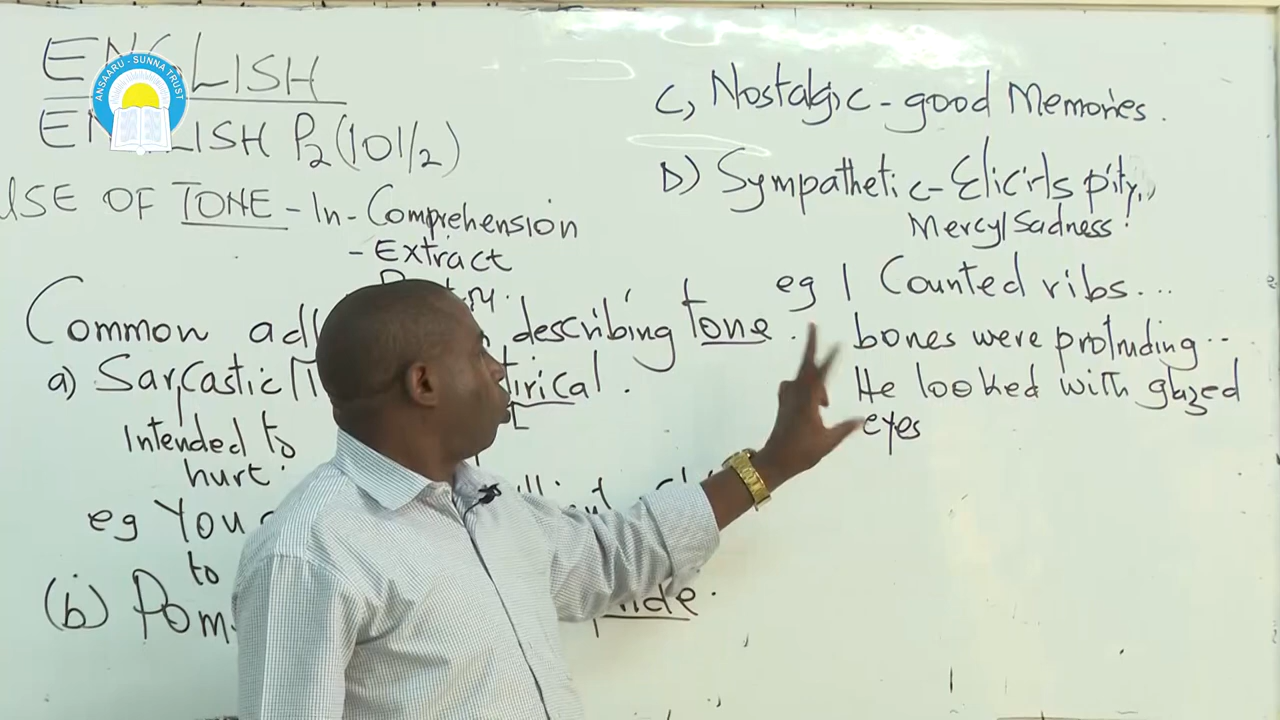 ENGLISH
ANSAARU - SUNNA TRUST
ENGLISH P2 (101/2)
USE OF TONE - In - Comprehension
- Extract
Common describing tone.
a) Sarcastic
Intended to
hurt.
eg You
to
(b)
C, Nostalgic - good Memories.
D) Sympathetic - Elicits pity,,
Mercy/Sadness!
eg I Counted ribs...
bones were protruding...
He looked with glazed
eyes